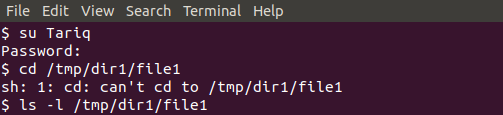 File Edit View Search Terminal Help
$ su Tariq
Password:
$ cd /tmp/dir1/file1
sh: 1: cd: can't cd to /tmp/dir1/file1
$ ls -l /tmp/dir1/file1